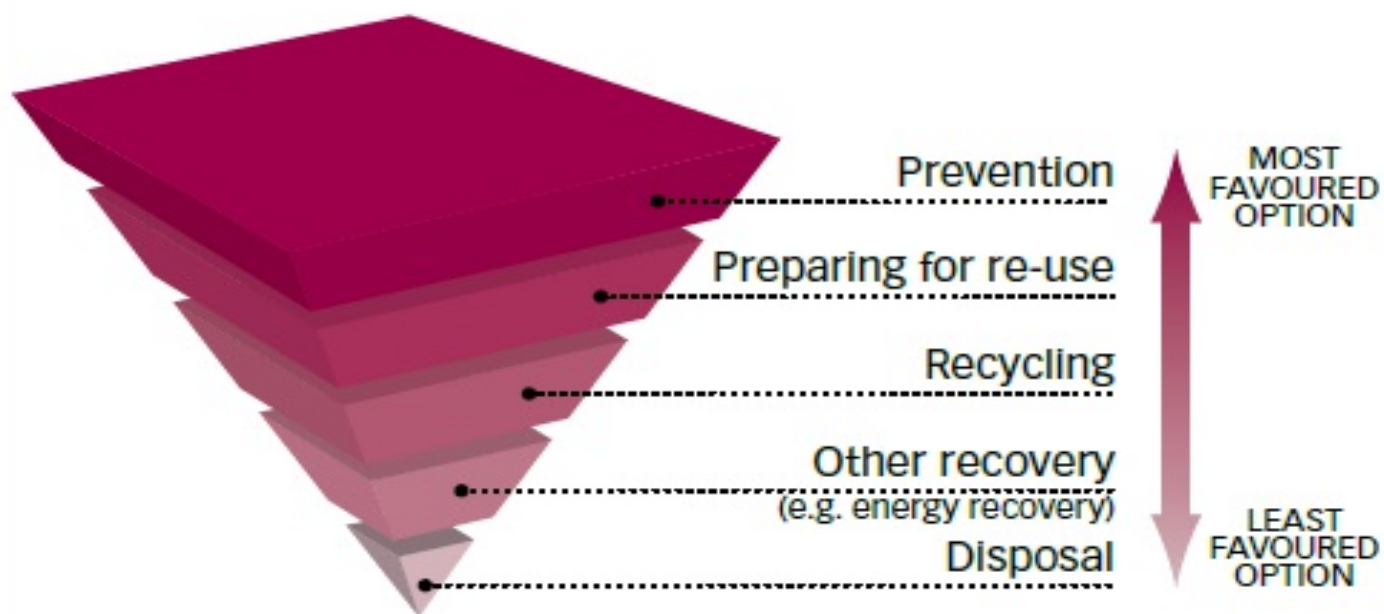 Prevention
Preparing for re-use
Recycling
Other recovery
(e.g. energy recovery)
Disposal
MOST
FAVOURED
OPTION
LEAST
FAVOURED
OPTION